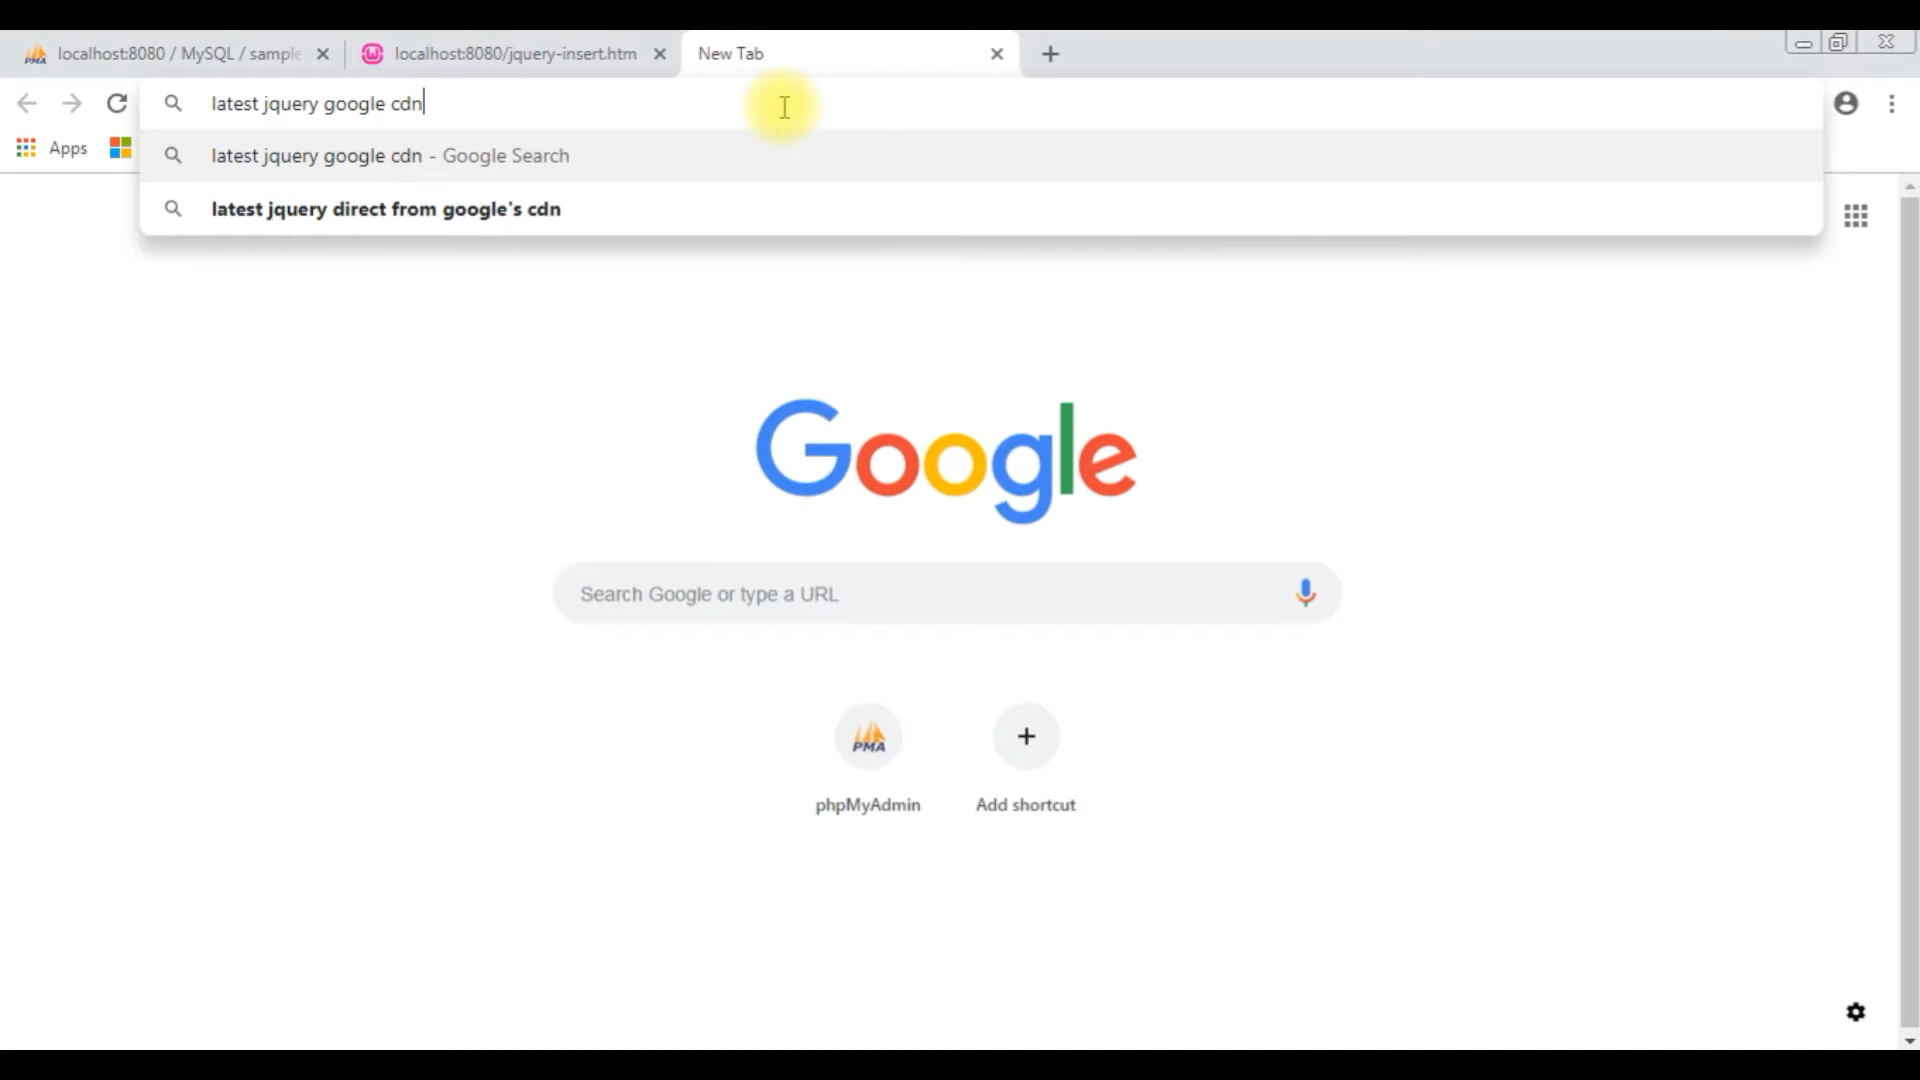 localhost:8080 / MySQL / sample
localhost:8080/jquery-insert.htm
New Tab
latest jquery google cdn
Apps
latest jquery google cdn - Google Search
latest jquery direct from google's cdn
Google
Search Google or type a URL
PMA
phpMyAdmin
Add shortcut